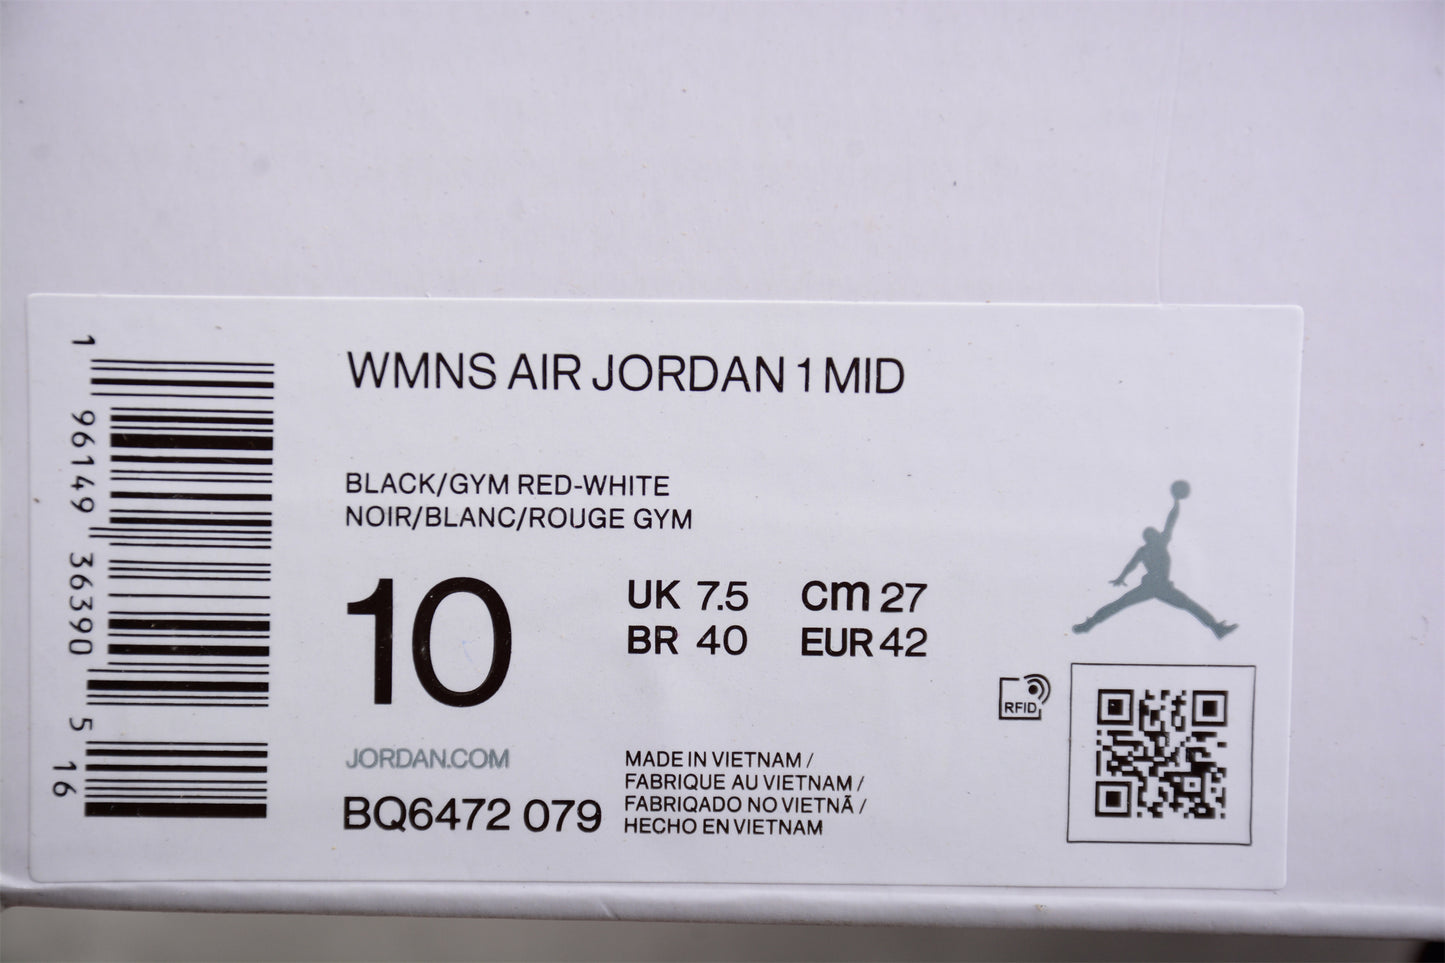 WMNS AIR JORDAN 1 MID
BLACK/GYM RED-WHITE
NOIR/BLANC/ROUGE GYM
10
UK 7.5 cm 27
BR 40 EUR 42
RFID
JORDAN.COM
BQ6472 079
MADE IN VIETNAM /
FABRIQUE AU VIETNAM /
FABRIQADO NO VIETNÃ /
HECHO EN VIETNAM
1 96149 36390 5 16